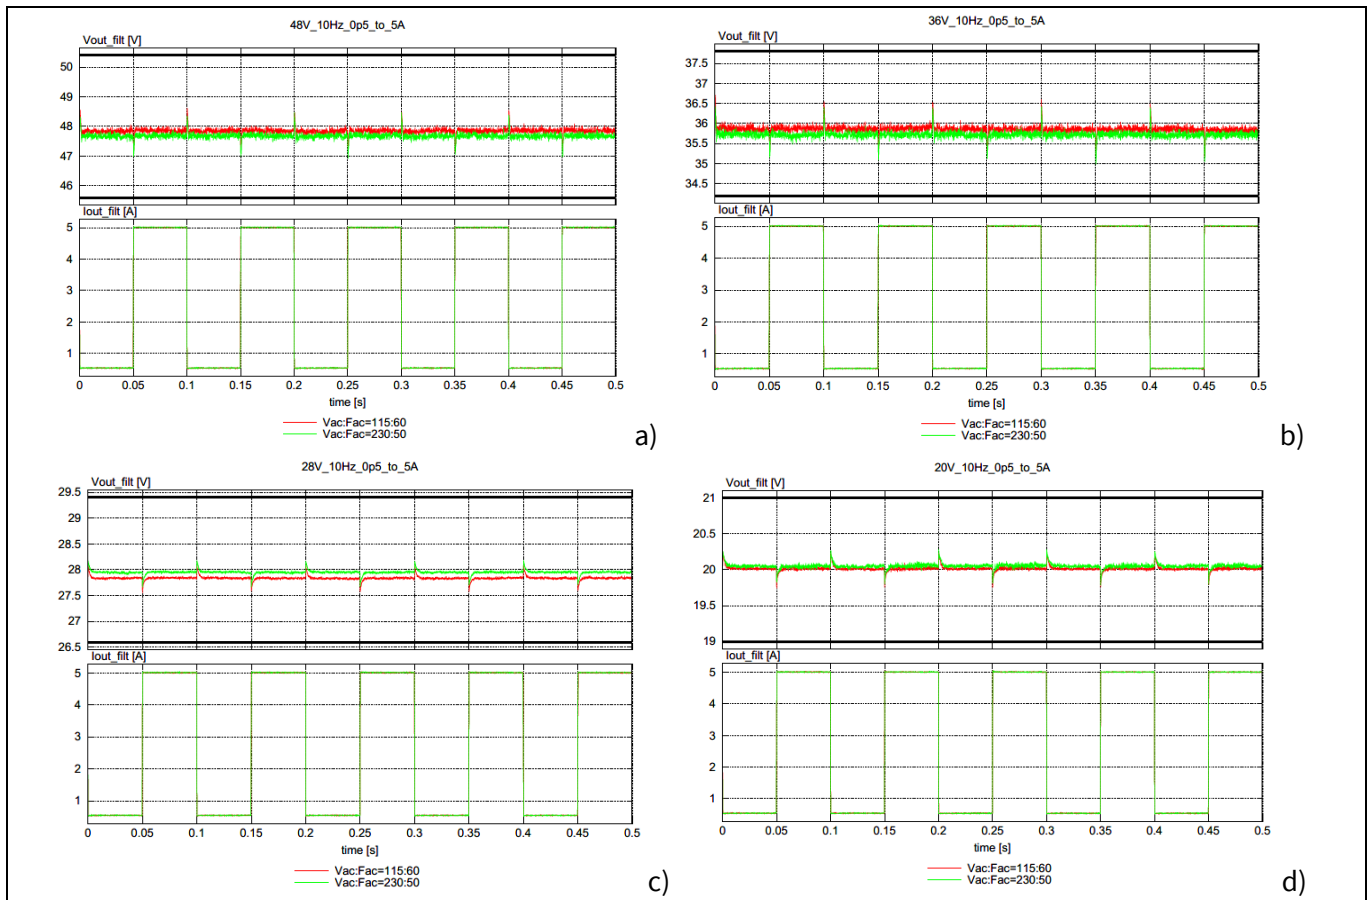 48V_10Hz_0p5_to_5A
Vout_filt [V]
50
49
48
47
46
Iout_filt [A]
5
4
3
2
1
0 0.05 0.1 0.15 0.2 0.25 0.3 0.35 0.4 0.45 0.5
time [s]
Vac:Fac=115:60
Vac:Fac=230:50
a)
36V_10Hz_0p5_to_5A
Vout_filt [V]
37.5
37
36.5
36
35.5
35
34.5
Iout_filt [A]
5
4
3
2
1
0 0.05 0.1 0.15 0.2 0.25 0.3 0.35 0.4 0.45 0.5
time [s]
Vac:Fac=115:60
Vac:Fac=230:50
b)
28V_10Hz_0p5_to_5A
Vout_filt [V]
29.5
29
28.5
28
27.5
27
26.5
Iout_filt [A]
5
4
3
2
1
0 0.05 0.1 0.15 0.2 0.25 0.3 0.35 0.4 0.45 0.5
time [s]
Vac:Fac=115:60
Vac:Fac=230:50
c)
20V_10Hz_0p5_to_5A
Vout_filt [V]
21
20.5
20
19.5
19
Iout_filt [A]
5
4
3
2
1
0 0.05 0.1 0.15 0.2 0.25 0.3 0.35 0.4 0.45 0.5
time [s]
Vac:Fac=115:60
Vac:Fac=230:50
d)